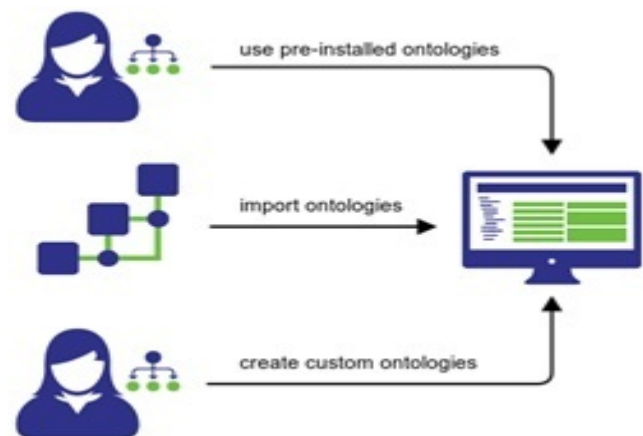 use pre-installed ontologies
import ontologies
create custom ontologies